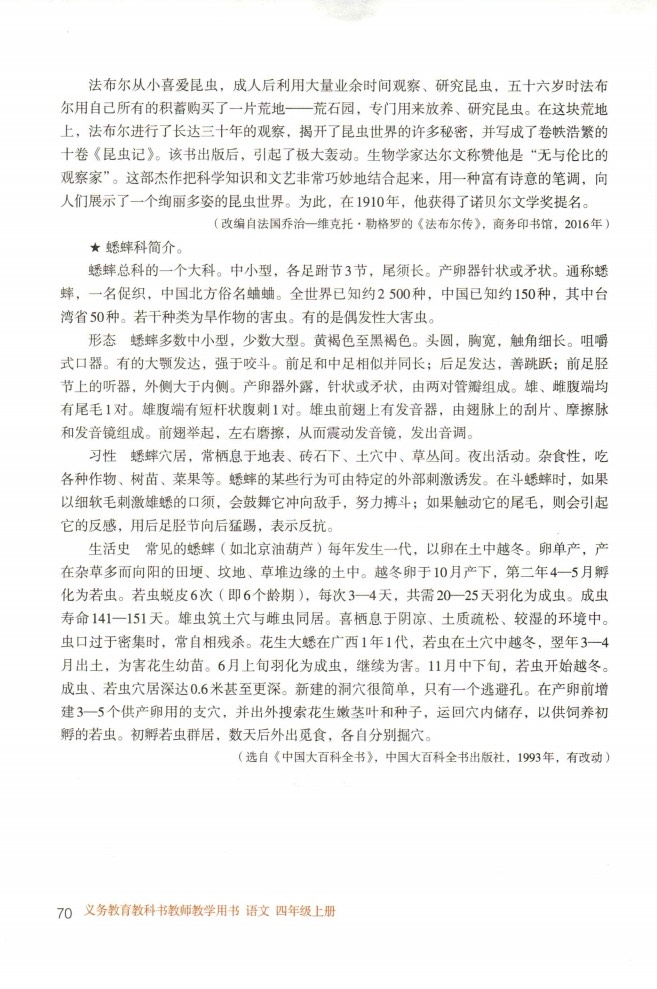 法布尔从小喜爱昆虫，成人后利用大量业余时间观察、研究昆虫，五十六岁时法布
尔用自己所有的积蓄购买了一片荒地——荒石园，专门用来放养、研究昆虫。在这块荒地
上，法布尔进行了长达三十年的观察，揭开了昆虫世界的许多秘密，并写成了卷帙浩繁的
十卷《昆虫记》。该书出版后，引起了极大轰动。生物学家达尔文称赞他是“无与伦比的
观察家”。这部杰作把科学知识和文艺非常巧妙地结合起来，用一种富有诗意的笔调，向
人们展示了一个绚丽多姿的昆虫世界。为此，在1910年，他获得了诺贝尔文学奖提名。
（改编自法国乔治—维克托·勒格罗的《法布尔传》，商务印书馆，2016年）
★ 蟋蟀科简介。
蟋蟀总科的一个大科。中小型，各足跗节3节，尾须长。产卵器针状或矛状。通称蟋
蟀，一名促织，中国北方俗名蛐蛐。全世界已知约2 500种，中国已知约150种，其中台
湾省50种。若干种类为旱作物的害虫。有的是偶发性大害虫。
形态 蟋蟀多数中小型，少数大型。黄褐色至黑褐色。头圆，胸宽，触角细长。咀嚼
式口器。有的大颚发达，强于咬斗。前足和中足相似并同长；后足发达，善跳跃；前足胫
节上的听器，外侧大于内侧。产卵器外露，针状或矛状，由两对管瓣组成。雄、雌腹端均
有尾毛1对。雄腹端有短杆状腹刺1对。雄虫前翅上有发音器，由翅脉上的刮片、摩擦脉
和发音镜组成。前翅举起，左右磨擦，从而震动发音镜，发出音调。
习性 蟋蟀穴居，常栖息于地表、砖石下、土穴中、草丛间。夜出活动。杂食性，吃
各种作物、树苗、菜果等。蟋蟀的某些行为可由特定的外部刺激诱发。在斗蟋蟀时，如果
以细软毛刺激雄蟋的口须，会鼓舞它冲向敌手，努力搏斗；如果触动它的尾毛，则会引起
它的反感，用后足胫节向后猛踢，表示反抗。
生活史 常见的蟋蟀（如北京油葫芦）每年发生一代，以卵在土中越冬。卵单产，产
在杂草多而向阳的田埂、坟地、草堆边缘的土中。越冬卵于10月产下，第二年4—5月孵
化为若虫。若虫蜕皮6次（即6个龄期），每次3—4天，共需20—25天羽化为成虫。成虫
寿命141—151天。雄虫筑土穴与雌虫同居。喜栖息于阴凉、土质疏松、较湿的环境中。
虫口过于密集时，常自相残杀。花生大蟋在广西1年1代，若虫在土穴中越冬，翌年3—4
月出土，为害花生幼苗。6月上旬羽化为成虫，继续为害。11月中下旬，若虫开始越冬。
成虫、若虫穴居深达0.6米甚至更深。新建的洞穴很简单，只有一个逃避孔。在产卵前增
建3—5个供产卵用的支穴，并出外搜索花生嫩茎叶和种子，运回穴内储存，以供饲养初
孵的若虫。初孵若虫群居，数天后外出觅食，各自分别掘穴。
（选自《中国大百科全书》，中国大百科全书出版社，1993年，有改动）
70 义务教育教科书教师教学用书 语文 四年级上册